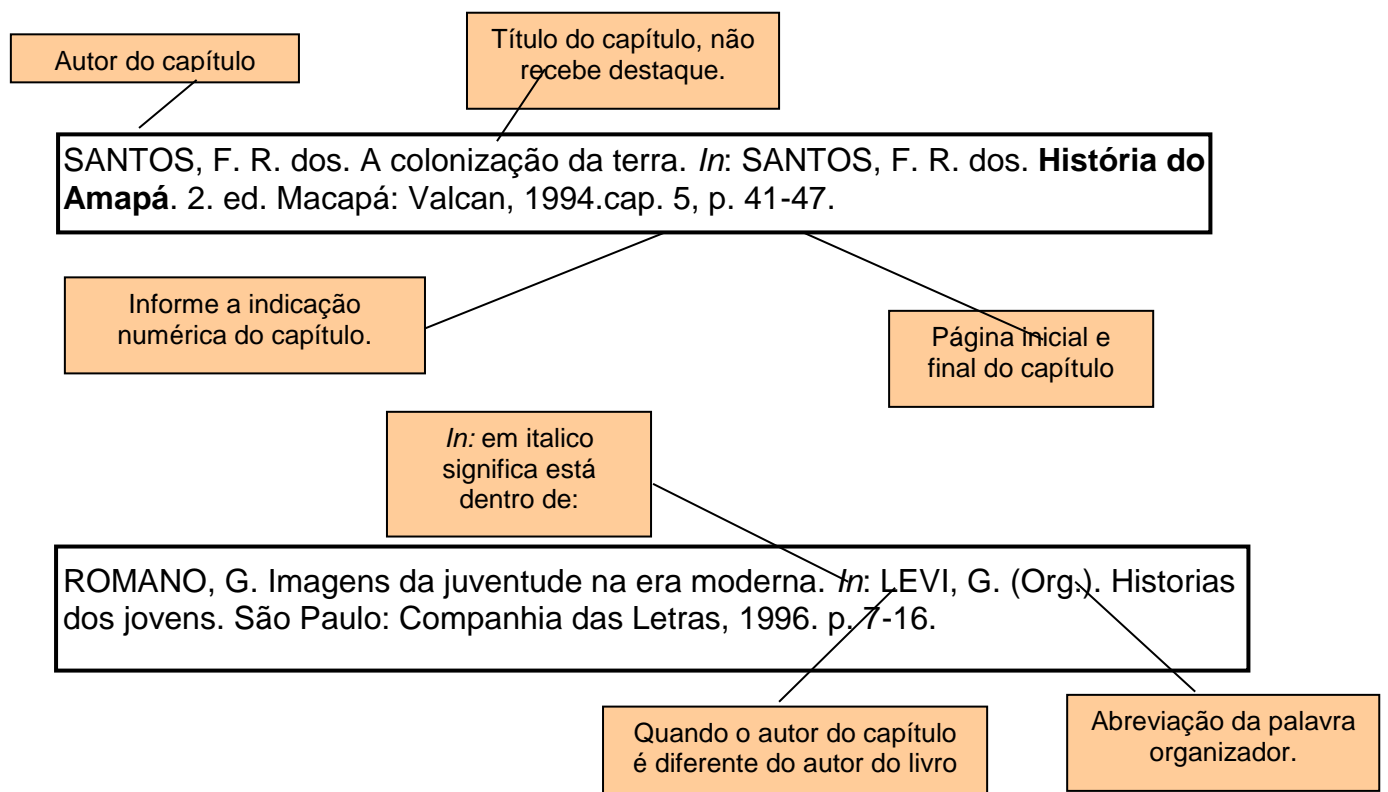 Autor do capítulo
Título do capítulo, não
recebe destaque.
SANTOS, F. R. dos. A colonização da terra. In: SANTOS, F. R. dos. História do
Amapá. 2. ed. Macapá: Valcan, 1994.cap. 5, p. 41-47.
Informe a indicação
numérica do capítulo.
Página inicial e
final do capítulo
In: em italico
significa está
dentro de:
ROMANO, G. Imagens da juventude na era moderna. In: LEVI, G. (Org.). Historias
dos jovens. São Paulo: Companhia das Letras, 1996. p. 7-16.
Quando o autor do capítulo
é diferente do autor do livro
Abreviação da palavra
organizador.